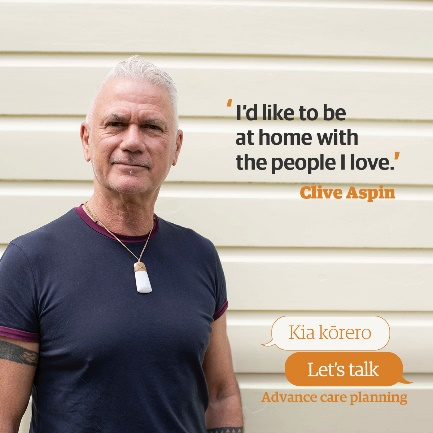 ‘I'd like to be
at home with
the people I love.’
Clive Aspin
Kia kōrero
Let's talk
Advance care planning